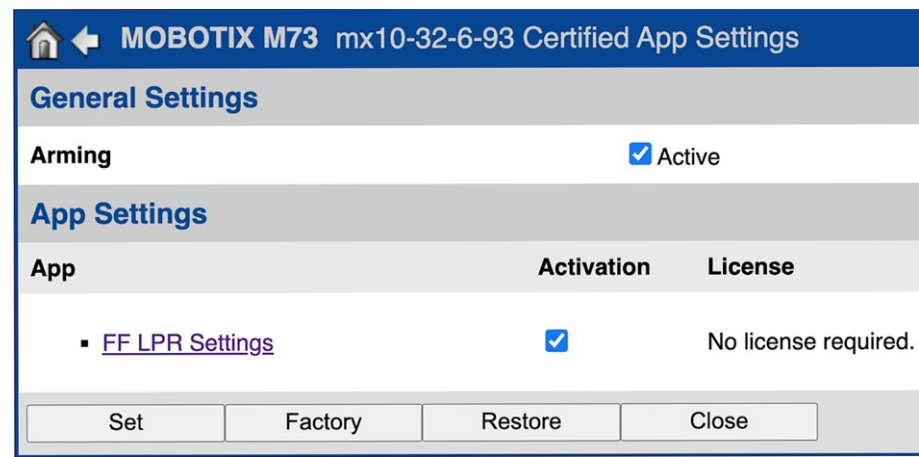 MOBOTIX M73 mx10-32-6-93 Certified App Settings
General Settings
Arming Active
App Settings
App Activation License
FF LPR Settings No license required.
Set Factory Restore Close